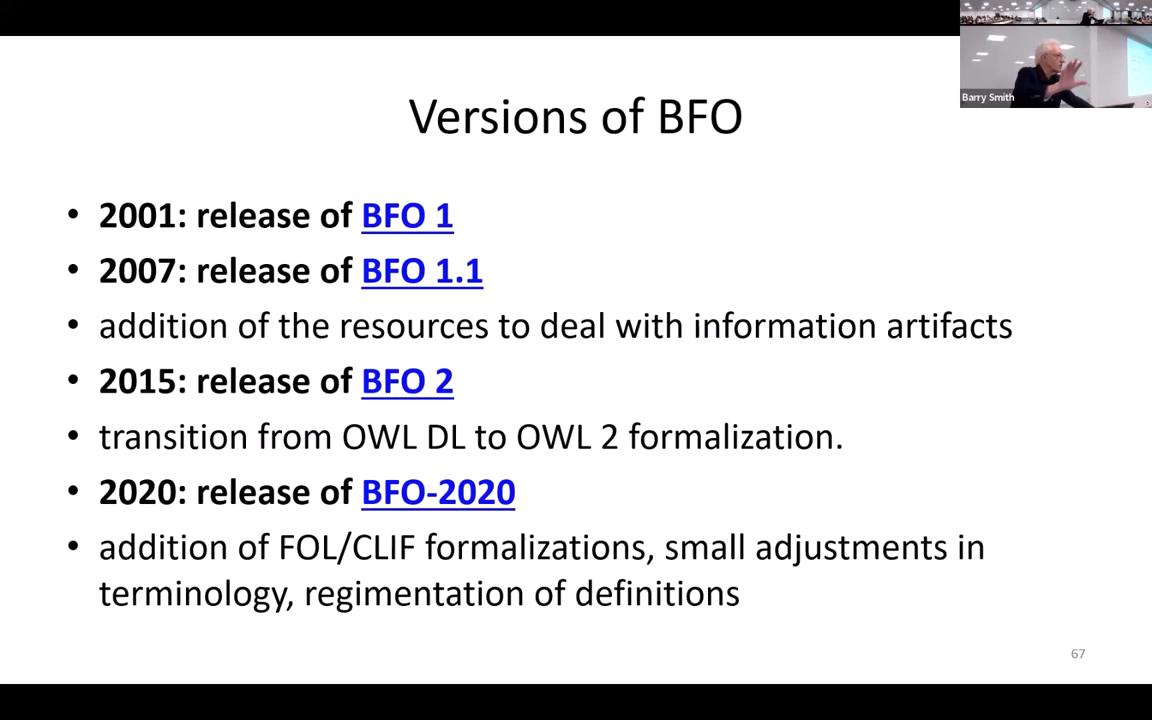 Barry Smith
Versions of BFO
• 2001: release of BFO 1
• 2007: release of BFO 1.1
• addition of the resources to deal with information artifacts
• 2015: release of BFO 2
• transition from OWL DL to OWL 2 formalization.
• 2020: release of BFO-2020
• addition of FOL/CLIF formalizations, small adjustments in
terminology, regimentation of definitions
67